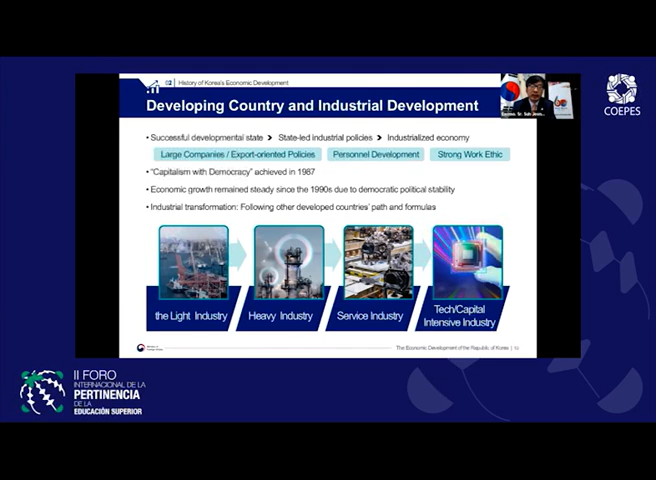 02 | History of Korea's Economic Development
Developing Country and Industrial Development
COEPES
• Successful developmental state > State-led industrial policies > Industrialized economy
Large Companies / Export-oriented Policies
Personnel Development
Strong Work Ethic
• "Capitalism with Democracy" achieved in 1987
• Economic growth remained steady since the 1990s due to democratic political stability
• Industrial transformation: Following other developed countries' path and formulas
the Light Industry
Heavy Industry
Service Industry
Tech/Capital
Intensive Industry
The Economic Development of the Republic of Korea |
II FORO
INTERNACIONAL DE LA
PERTINENCIA
DE LA
EDUCACIÓN SUPERIOR